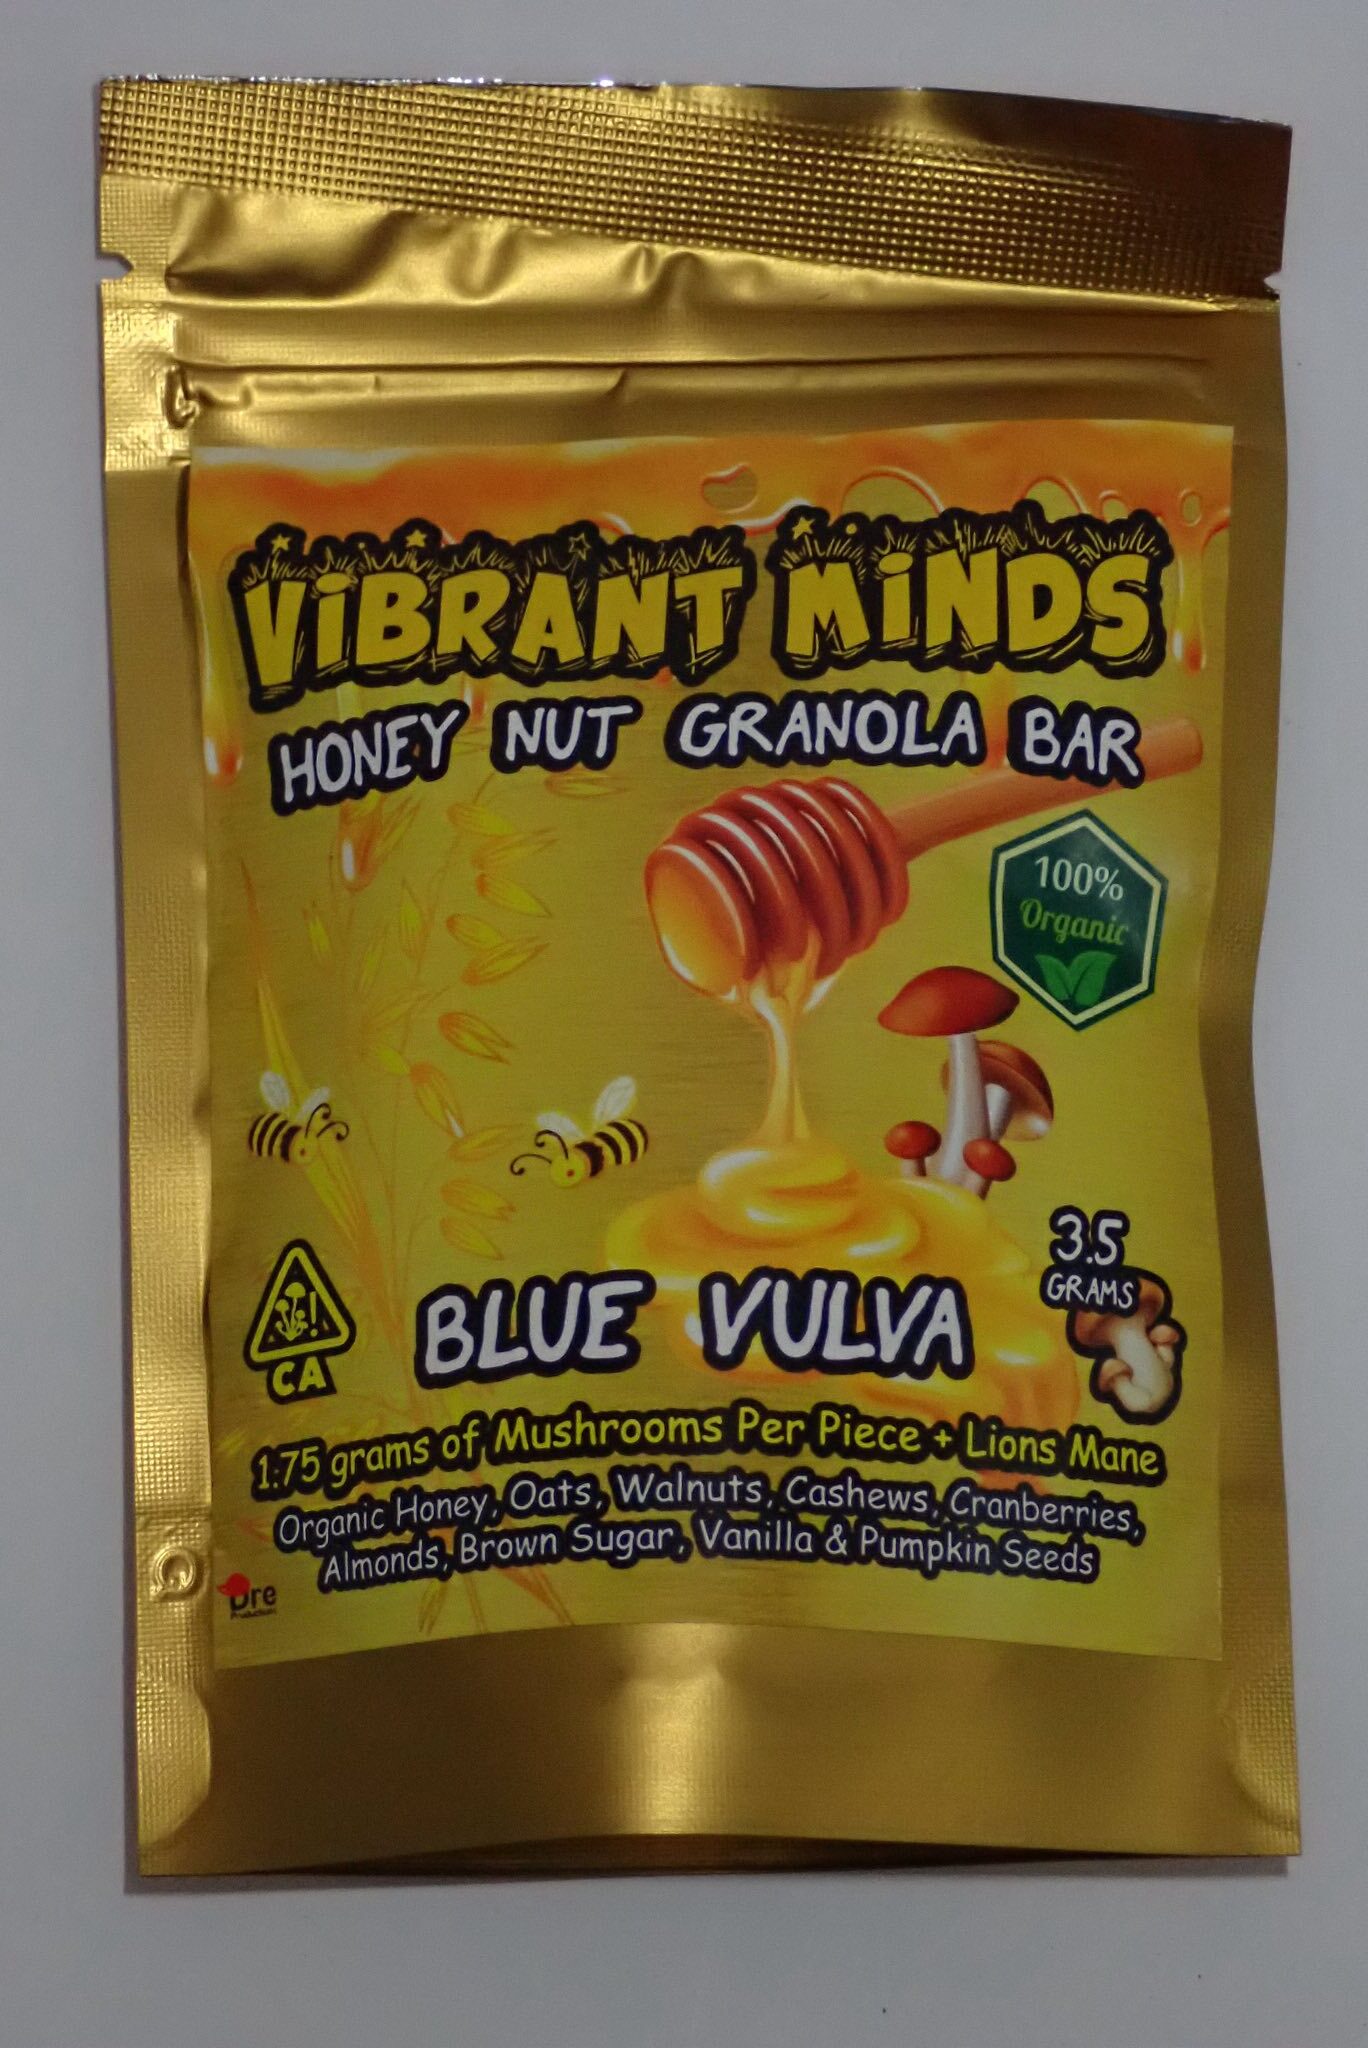 ViBRANT MiNDS
HONEY NUT GRANOLA BAR
100%
Organic
3.5
GRAMS
!
CA
BLUE VULVA
1.75 grams of Mushrooms Per Piece + Lions Mane
Organic Honey, Oats, Walnuts, Cashews, Cranberries,
Almonds, Brown Sugar, Vanilla & Pumpkin Seeds
Dre
Production